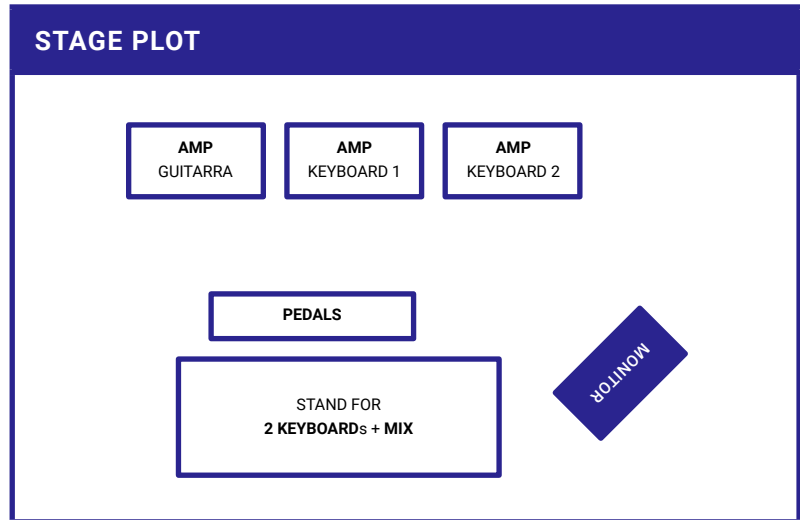 STAGE PLOT
AMP
GUITARRA
AMP
KEYBOARD 1
AMP
KEYBOARD 2
PEDALS
MONITOR
STAND FOR
2 KEYBOARDs + MIX